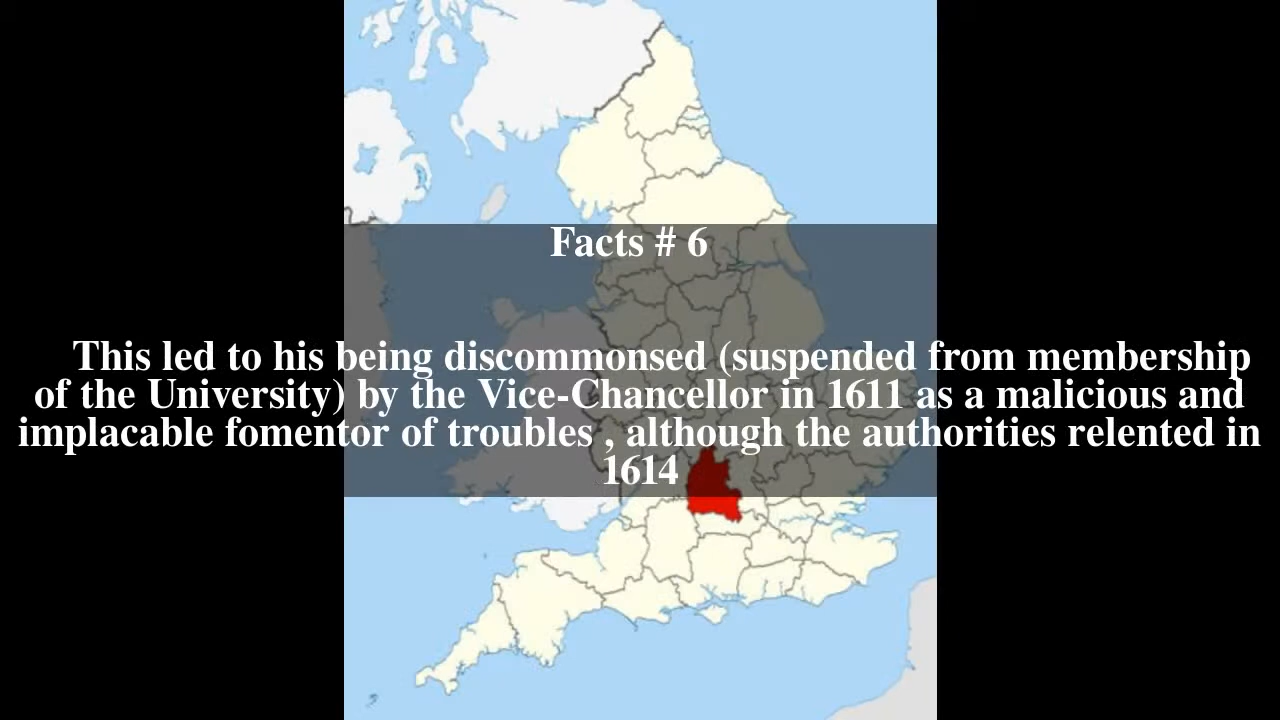 Facts # 6
This led to his being discommonsed (suspended from membership
of the University) by the Vice-Chancellor in 1611 as a malicious and
implacable fomentor of troubles , although the authorities relented in
1614